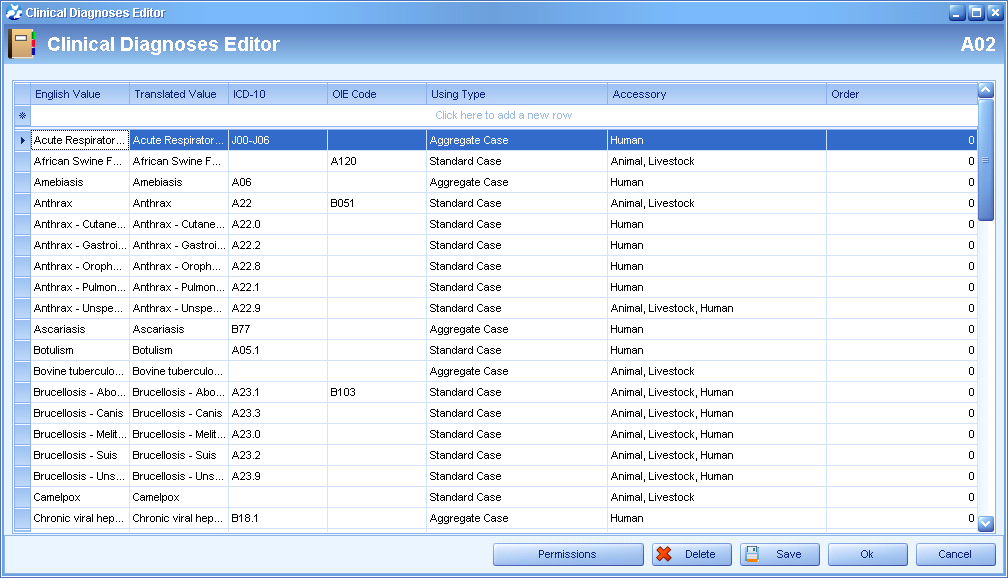 Clinical Diagnoses Editor
Clinical Diagnoses Editor A02
English Value Translated Value ICD-10 OIE Code Using Type Accessory Order
Click here to add a new row
Acute Respirator... Acute Respirator... J00-J06 Aggregate Case Human 0
African Swine F... African Swine F... A120 Standard Case Animal, Livestock 0
Amebiasis Amebiasis A06 Aggregate Case Human 0
Anthrax Anthrax A22 B051 Standard Case Animal, Livestock 0
Anthrax - Cutane... Anthrax - Cutane... A22.0 Standard Case Human 0
Anthrax - Gastroi... Anthrax - Gastroi... A22.2 Standard Case Human 0
Anthrax - Oroph... Anthrax - Oroph... A22.8 Standard Case Human 0
Anthrax - Pulmon... Anthrax - Pulmon... A22.1 Standard Case Human 0
Anthrax - Unspe... Anthrax - Unspe... A22.9 Standard Case Animal, Livestock, Human 0
Ascariasis Ascariasis B77 Aggregate Case Human 0
Botulism Botulism A05.1 Standard Case Human 0
Bovine tuberculo... Bovine tuberculo... Aggregate Case Animal, Livestock 0
Brucellosis - Abo... Brucellosis - Abo... A23.1 B103 Standard Case Animal, Livestock, Human 0
Brucellosis - Canis Brucellosis - Canis A23.3 Standard Case Animal, Livestock, Human 0
Brucellosis - Melit... Brucellosis - Melit... A23.0 Standard Case Animal, Livestock, Human 0
Brucellosis - Suis Brucellosis - Suis A23.2 Standard Case Animal, Livestock, Human 0
Brucellosis - Uns... Brucellosis - Uns... A23.9 Standard Case Animal, Livestock, Human 0
Camelpox Camelpox Standard Case Animal, Livestock 0
Chronic viral hep... Chronic viral hep... B18.1 Aggregate Case Human 0
Permissions Delete Save Ok Cancel